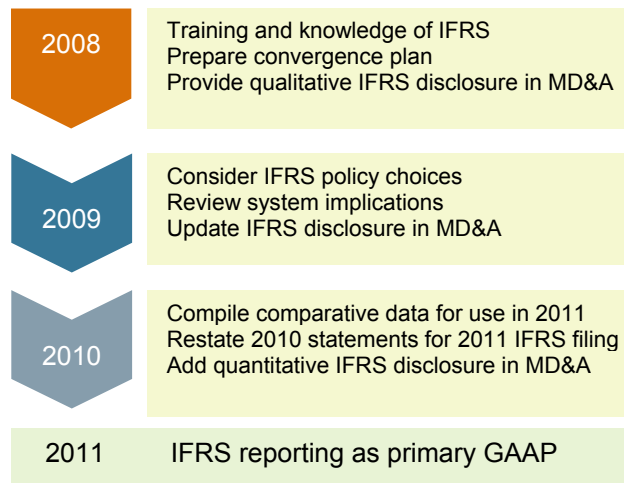 2008
Training and knowledge of IFRS
Prepare convergence plan
Provide qualitative IFRS disclosure in MD&A
2009
Consider IFRS policy choices
Review system implications
Update IFRS disclosure in MD&A
2010
Compile comparative data for use in 2011
Restate 2010 statements for 2011 IFRS filing
Add quantitative IFRS disclosure in MD&A
2011 IFRS reporting as primary GAAP